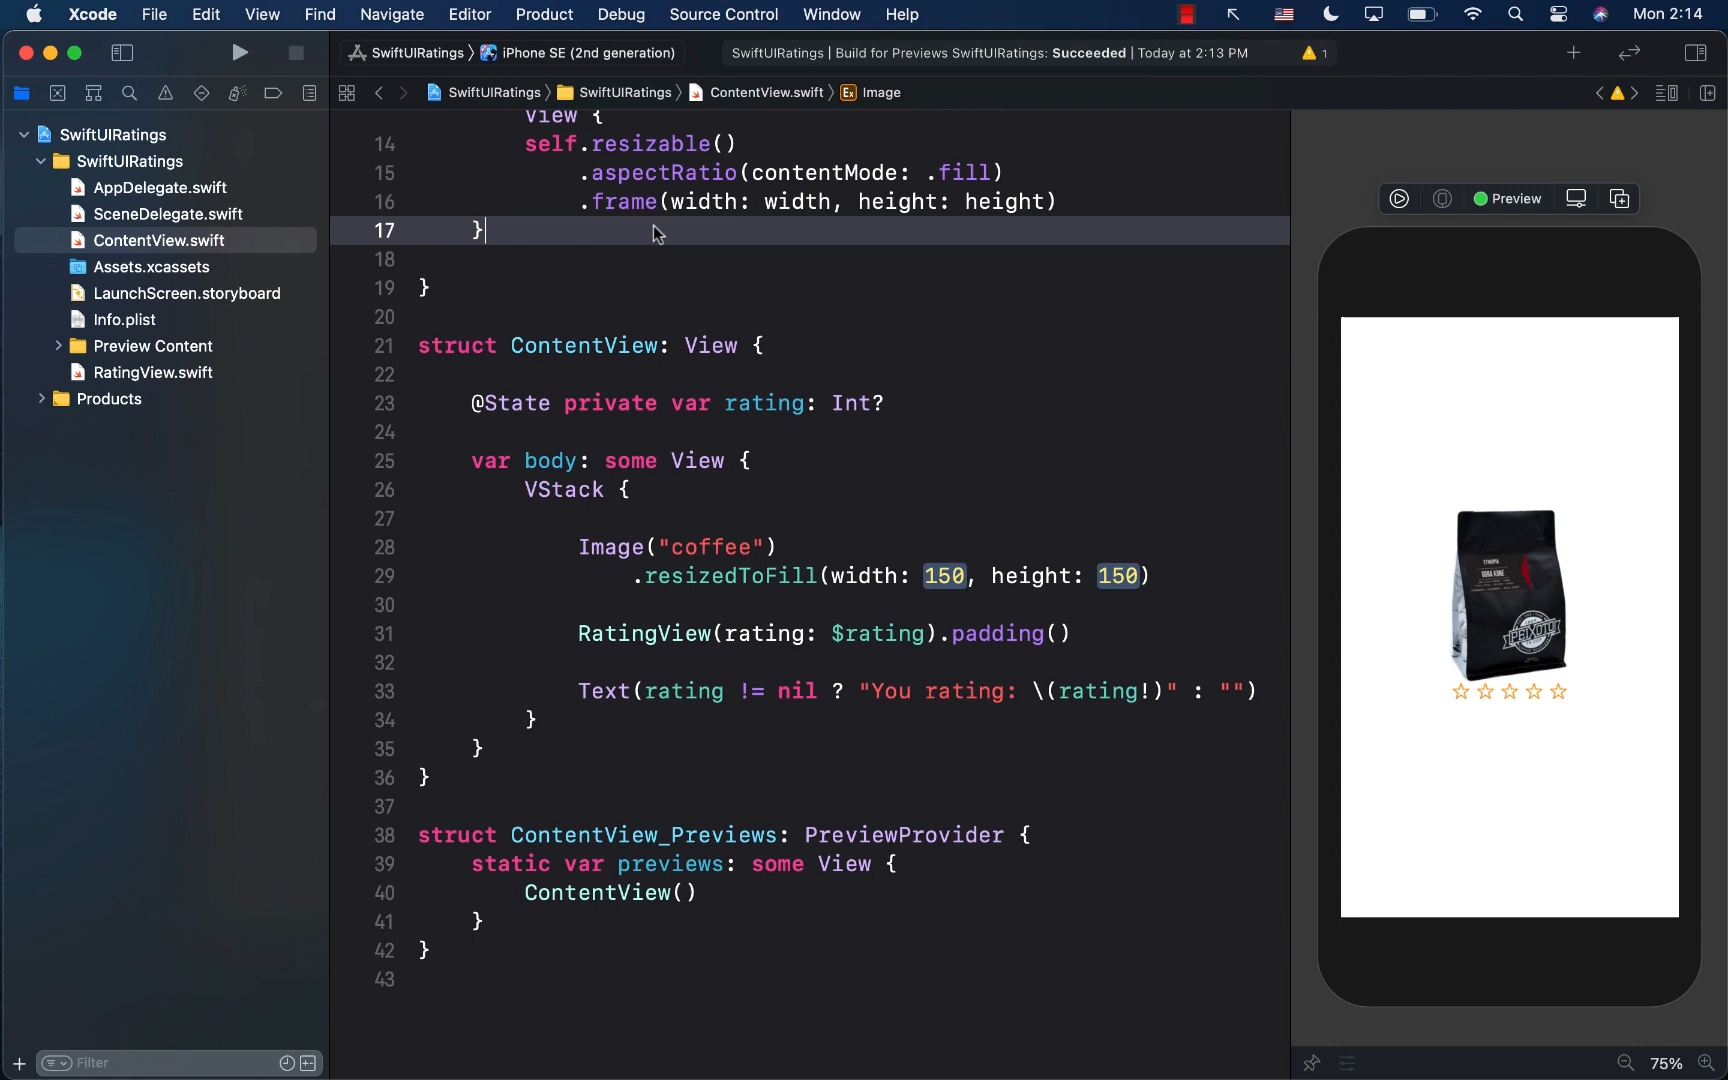 Xcode File Edit View Find Navigate Editor Product Debug Source Control Window Help Mon 2:14
SwiftUIRatings iPhone SE (2nd generation) SwiftUIRatings | Build for Previews SwiftUIRatings: Succeeded | Today at 2:13 PM 1
SwiftUIRatings SwiftUIRatings ContentView.swift Ex Image
SwiftUIRatings
SwiftUIRatings
AppDelegate.swift
SceneDelegate.swift
ContentView.swift
Assets.xcassets
LaunchScreen.storyboard
Info.plist
Preview Content
RatingView.swift
Products
Filter
View {
14 self.resizable()
15 .aspectRatio(contentMode: .fill)
16 .frame(width: width, height: height)
17 }
18
19 }
20
21 struct ContentView: View {
22
23 @State private var rating: Int?
24
25 var body: some View {
26 VStack {
27
28 Image("coffee")
29 .resizedToFill(width: 150, height: 150)
30
31 RatingView(rating: $rating).padding()
32
33 Text(rating != nil ? "You rating: \(rating!)" : "")
34 }
35 }
36 }
37
38 struct ContentView_Previews: PreviewProvider {
39 static var previews: some View {
40 ContentView()
41 }
42 }
43
Preview
ETHIOPIA
PEIXOTO
75%